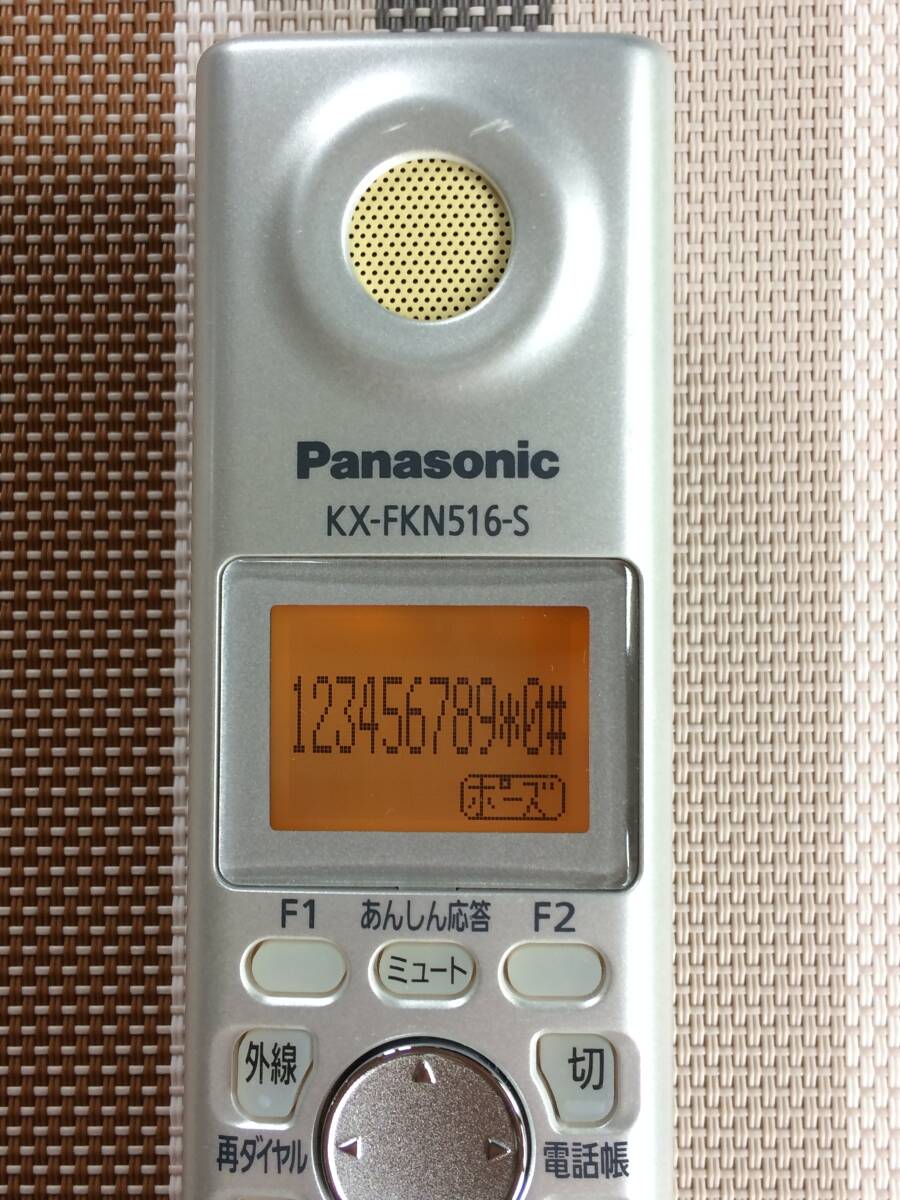 Panasonic
KX-FKN516-S
123456789*0#
ポーズ
F1 あんしん応答 F2
ミュート
外線 切
再ダイヤル 電話帳